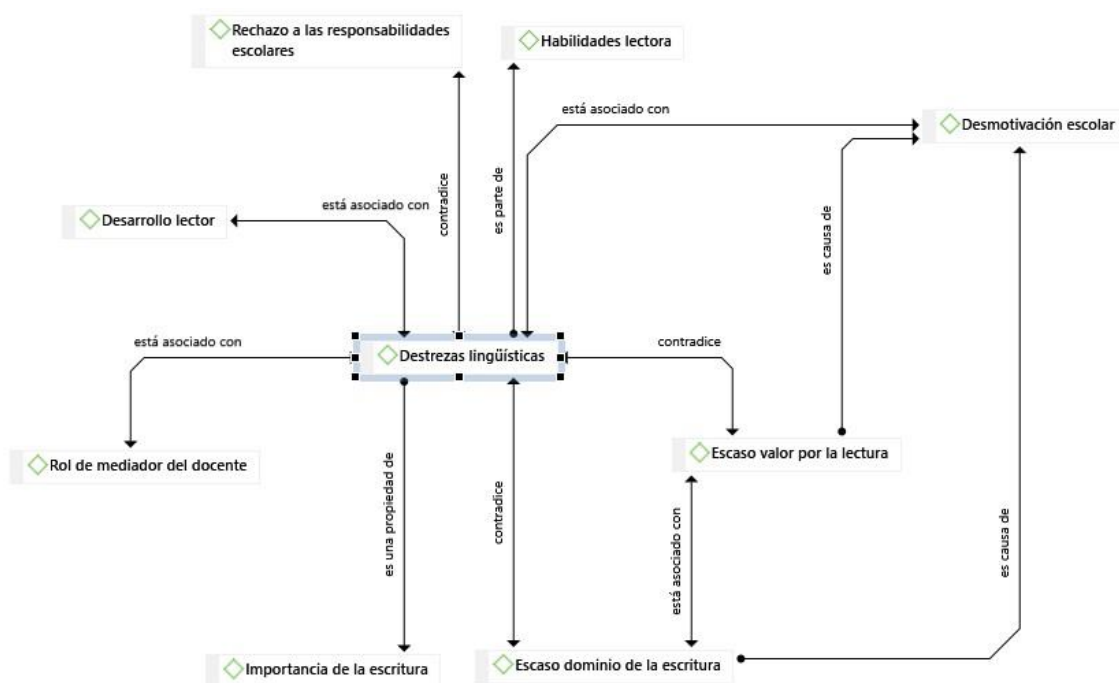 Rechazo a las responsabilidades
escolares
Habilidades lectora
está asociado con
Desmotivación escolar
contradice
es parte de
es causa de
está asociado con
Desarrollo lector
está asociado con
Destrezas lingüísticas
contradice
Rol de mediador del docente
Escaso valor por la lectura
es una propiedad de
contradice
está asociado con
es causa de
Importancia de la escritura
Escaso dominio de la escritura